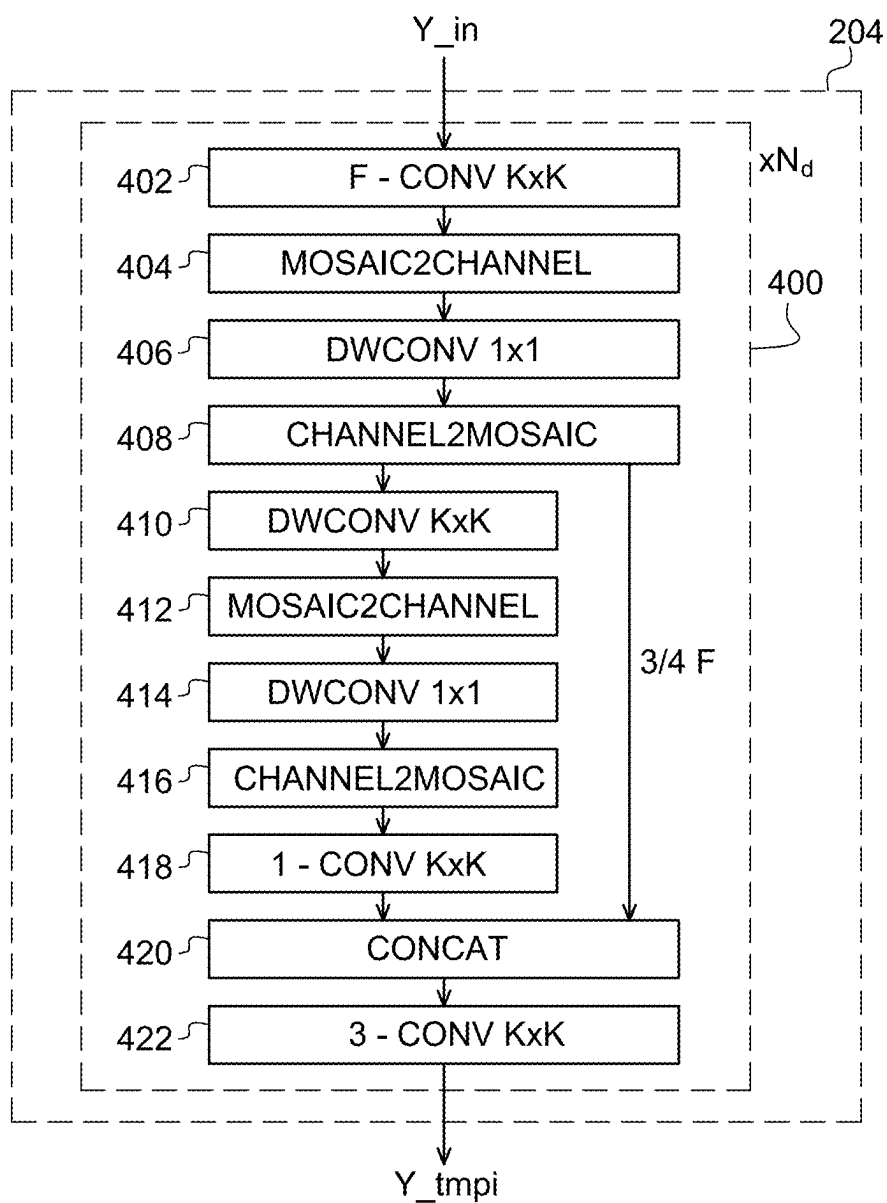 Y_in
204
xNd
402
F - CONV KxK
404
MOSAIC2CHANNEL
400
406
DWCONV 1x1
408
CHANNEL2MOSAIC
410
DWCONV KxK
412
MOSAIC2CHANNEL
3/4 F
414
DWCONV 1x1
416
CHANNEL2MOSAIC
418
1 - CONV KxK
420
CONCAT
422
3 - CONV KxK
Y_tmpi